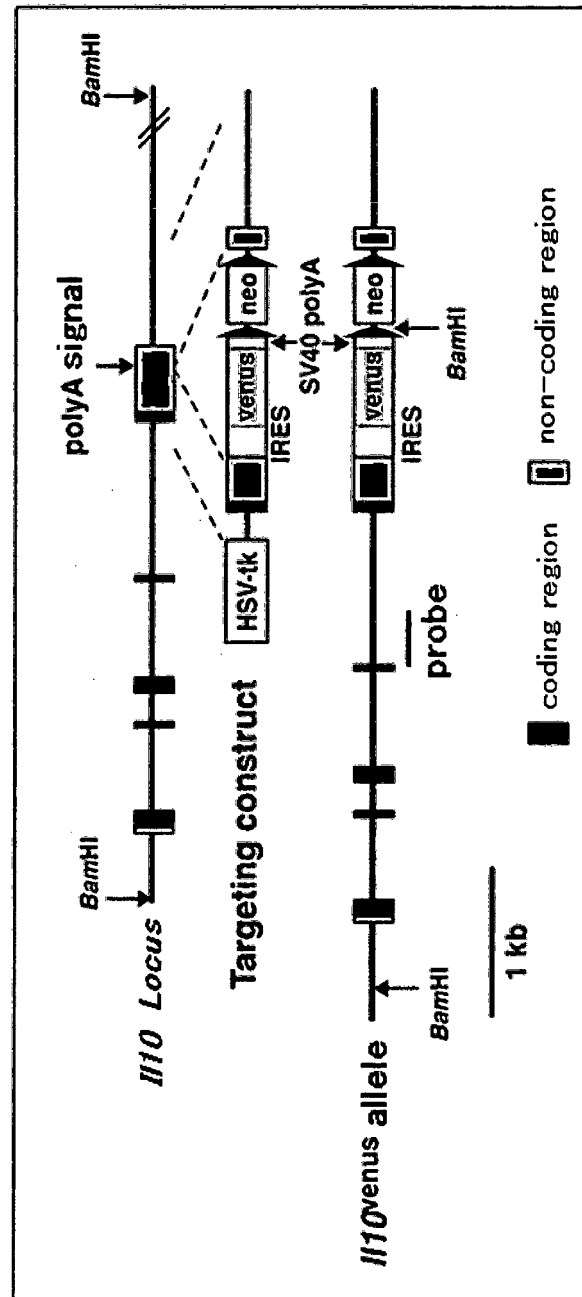 BamHI
polyA signal
BamHI
Il10 Locus
HSV-tk
venus
neo
IRES
Targeting construct
SV40 polyA
venus
neo
IRES
BamHI
probe
BamHI
Il10venus allele
1 kb
coding region
non-coding region